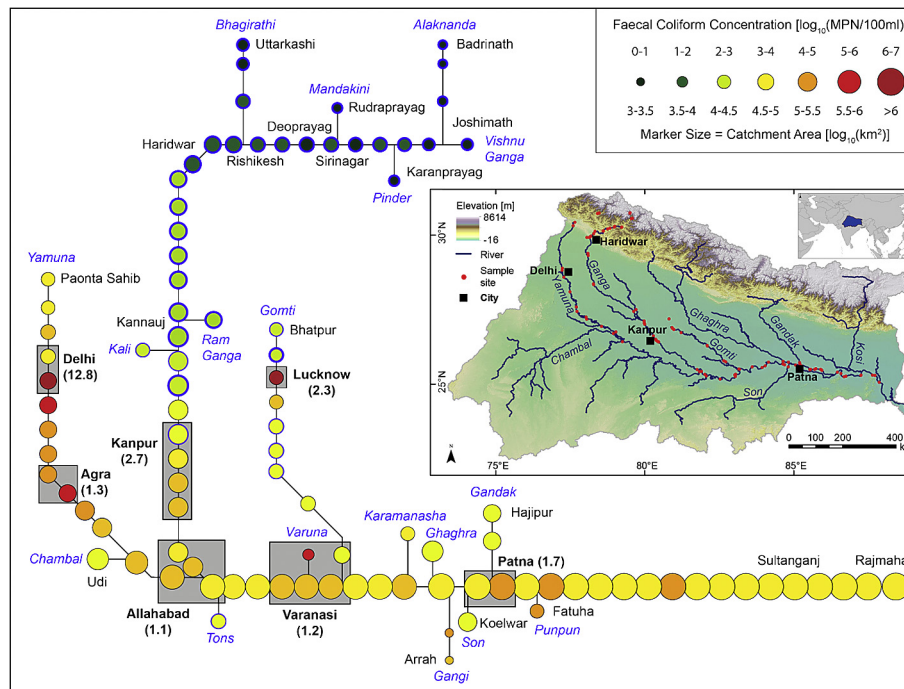 Faecal Coliform Concentration [log10(MPN/100ml)]
0-1 1-2 2-3 3-4 4-5 5-6 6-7
3-3.5 3.5-4 4-4.5 4.5-5 5-5.5 5.5-6 >6
Marker Size = Catchment Area [log10(km²)]
Bhagirathi
Uttarkashi
Alaknanda
Badrinath
Mandakini
Rudraprayag
Deoprayag
Joshimath
Haridwar
Rishikesh
Sirinagar
Vishnu
Ganga
Karanprayag
Pinder
Yamuna
Paonta Sahib
Kannauj
Kali
Ram
Ganga
Gomti
Bhatpur
Delhi
(12.8)
Lucknow
(2.3)
Kanpur
(2.7)
Agra
(1.3)
Chambal
Udi
Allahabad
(1.1)
Tons
Varuna
Varanasi
(1.2)
Karamanasha
Ghaghra
Gandak
Hajipur
Patna (1.7)
Arrah
Gangi
Son
Koelwar
Fatuha
Punpun
Sultanganj
Rajmaha
Elevation [m]
8614
-16
River
Sample
site
City
30°N
25°N
Haridwar
Delhi
Ganga
Yamuna
Kanpur
Ghaghra
Gandak
Kosi
Gomti
Chambal
Son
Patna
N
0 100 200 300 400
k
75°E 80°E 85°E